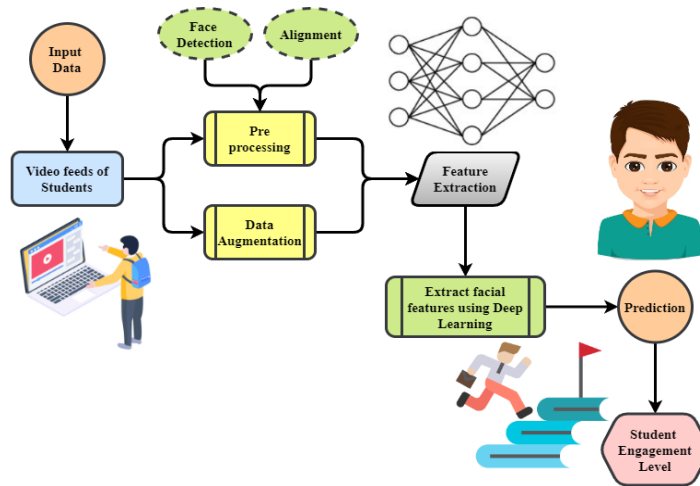 Face
Detection
Alignment
Input
Data
Pre
processing
Video feeds of
Students
Feature
Extraction
Data
Augmentation
Extract facial
features using Deep
Learning
Prediction
Student
Engagement
Level